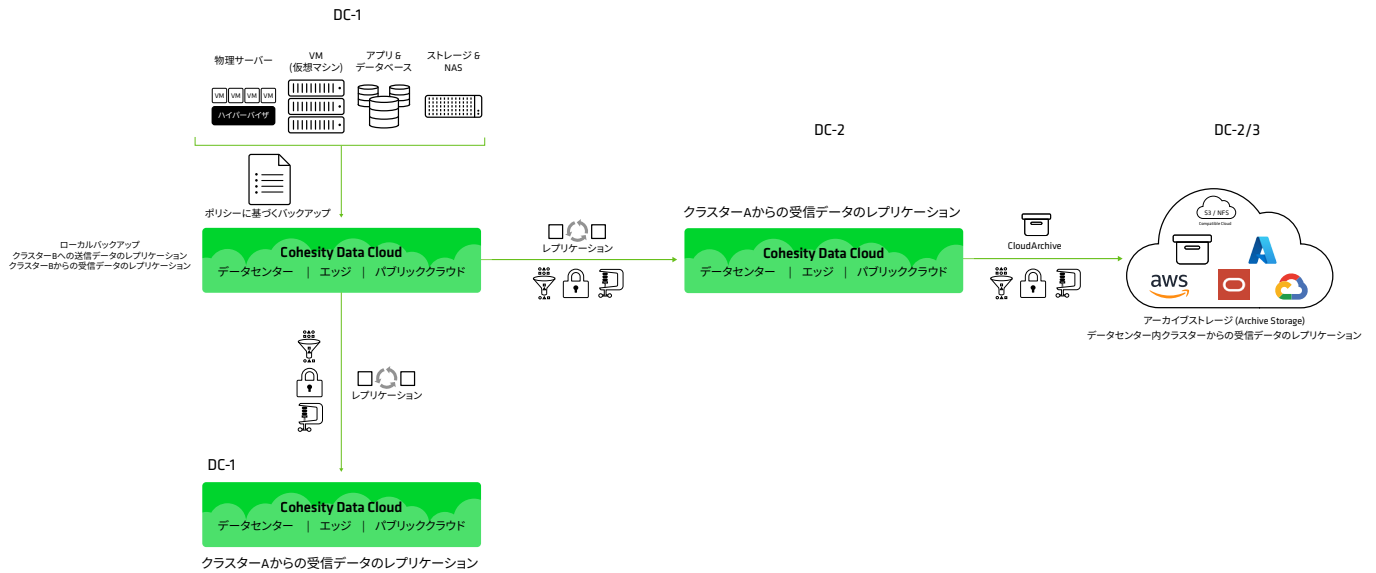 DC-1
物理サーバー
VM
(仮想マシン)
アプリ &
データベース
ストレージ &
NAS
VM VM VM VM
ハイパーバイザ
ポリシーに基づくバックアップ
ローカルバックアップ
クラスターBへの送信データのレプリケーション
クラスターBからの受信データのレプリケーション
Cohesity Data Cloud
データセンター | エッジ | パブリッククラウド
レプリケーション
DC-2
クラスターAからの受信データのレプリケーション
Cohesity Data Cloud
データセンター | エッジ | パブリッククラウド
CloudArchive
DC-2/3
S3 / NFS
Compatible Cloud
aws
アーカイブストレージ (Archive Storage)
データセンター内クラスターからの受信データのレプリケーション
レプリケーション
DC-1
Cohesity Data Cloud
データセンター | エッジ | パブリッククラウド
クラスターAからの受信データのレプリケーション